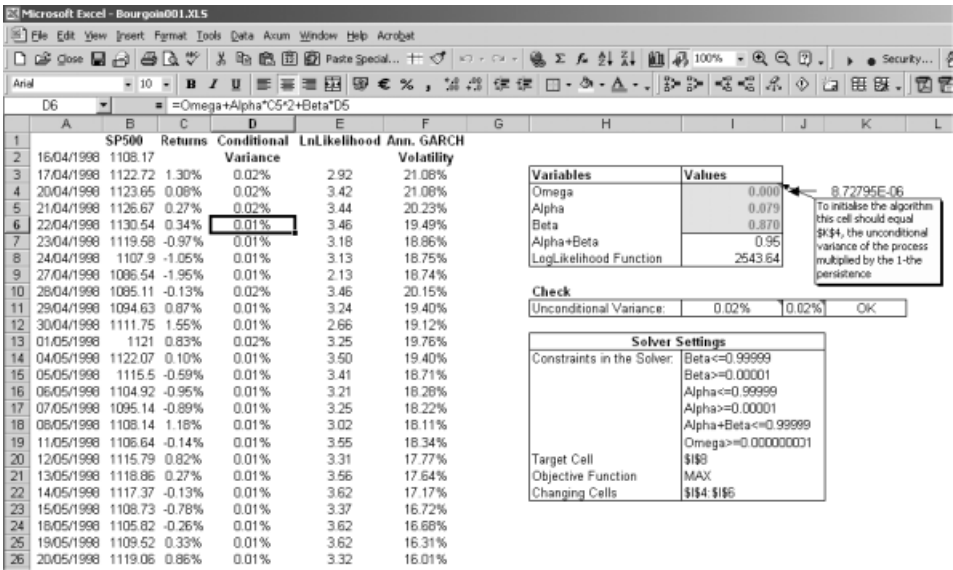 Microsoft Excel - Bourgoin001.XLS
File Edit View Insert Format Tools Data Axum Window Help Acrobat
Close Paste Special... 100% Security...
Arial 10 B I U
D6 = =Omega+Alpha*C5^2+Beta*D5
A B C D E F G H I J K L
1 SP500 Returns Conditional LnLikelihood Ann. GARCH
2 16/04/1998 1108.17 Variance Volatility
3 17/04/1998 1122.72 1.30% 0.02% 2.92 21.08% Variables Values
4 20/04/1998 1123.65 0.08% 0.02% 3.42 21.08% Omega 0.000 8.72795E-06
5 21/04/1998 1126.67 0.27% 0.02% 3.44 20.23% Alpha 0.079
6 22/04/1998 1130.54 0.34% 0.01% 3.46 19.49% Beta 0.870
7 23/04/1998 1119.58 -0.97% 0.01% 3.18 18.86% Alpha+Beta 0.95
8 24/04/1998 1107.9 -1.05% 0.01% 3.13 18.75% LogLikelihood Function 2543.64
To initialise the algorithm
this cell should equal
$K$4, the unconditional
variance of the process
multiplied by the 1-the
persistence
9 27/04/1998 1086.54 -1.95% 0.01% 2.13 18.74%
10 28/04/1998 1085.11 -0.13% 0.02% 3.46 20.15% Check
11 29/04/1998 1094.63 0.87% 0.01% 3.24 19.40% Unconditional Variance: 0.02% 0.02% OK
12 30/04/1998 1111.75 1.55% 0.01% 2.66 19.12%
13 01/05/1998 1121 0.83% 0.02% 3.25 19.76% Solver Settings
14 04/05/1998 1122.07 0.10% 0.01% 3.50 19.40% Constraints in the Solver: Beta<=0.99999
15 05/05/1998 1115.5 -0.59% 0.01% 3.41 18.71% Beta>=0.00001
16 06/05/1998 1104.92 -0.95% 0.01% 3.21 18.28% Alpha<=0.99999
17 07/05/1998 1095.14 -0.89% 0.01% 3.25 18.22% Alpha>=0.00001
18 08/05/1998 1108.14 1.18% 0.01% 3.02 18.11% Alpha+Beta<=0.99999
19 11/05/1998 1106.64 -0.14% 0.01% 3.55 18.34% Omega>=0.000000001
20 12/05/1998 1115.79 0.82% 0.01% 3.31 17.77% Target Cell $I$8
21 13/05/1998 1118.86 0.27% 0.01% 3.56 17.64% Objective Function MAX
22 14/05/1998 1117.37 -0.13% 0.01% 3.62 17.17% Changing Cells $I$4:$I$6
23 15/05/1998 1108.73 -0.78% 0.01% 3.37 16.72%
24 18/05/1998 1105.82 -0.26% 0.01% 3.62 16.68%
25 19/05/1998 1109.52 0.33% 0.01% 3.62 16.31%
26 20/05/1998 1119.06 0.86% 0.01% 3.32 16.01%